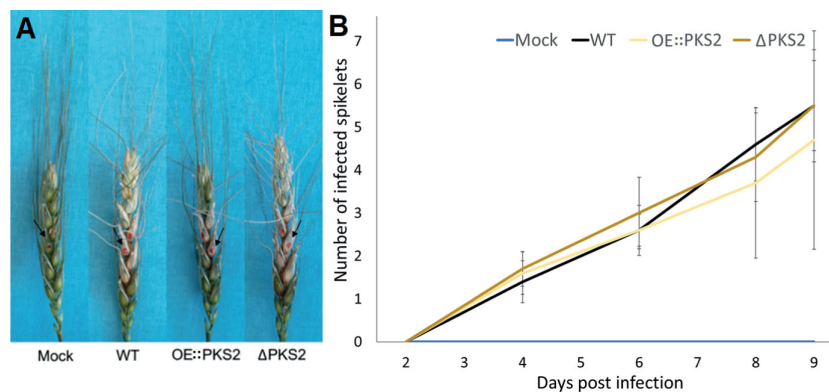 A
Mock WT OE::PKS2 ΔPKS2
B
Mock WT OE::PKS2 ΔPKS2
Number of infected spikelets
7
6
5
4
3
2
1
0
2 3 4 5 6 7 8 9
Days post infection